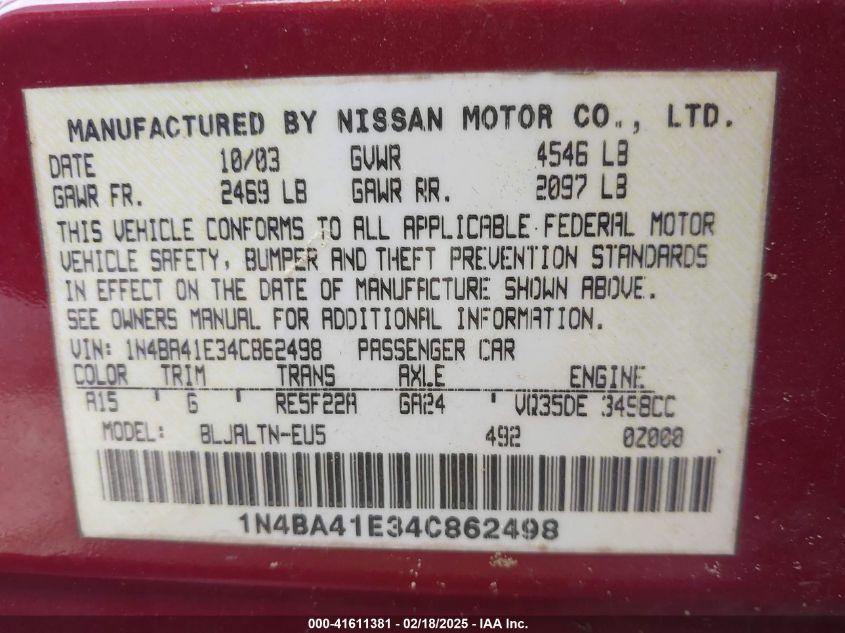 MANUFACTURED BY NISSAN MOTOR CO., LTD.
DATE 10/03 GVWR 4546 LB
GAWR FR. 2469 LB GAWR RR. 2097 LB
THIS VEHICLE CONFORMS TO ALL APPLICABLE FEDERAL MOTOR
VEHICLE SAFETY, BUMPER AND THEFT PREVENTION STANDARDS
IN EFFECT ON THE DATE OF MANUFACTURE SHOWN ABOVE.
SEE OWNERS MANUAL FOR ADDITIONAL INFORMATION.
VIN: 1N4BA41E34C862498 PASSENGER CAR
COLOR TRIM TRANS AXLE ENGINE
A15 ' G ' RE5F22A GA24 ' VQ35DE 3498CC
MODEL: BLJALTN-EU5 492 0Z000
1N4BA41E34C862498
000-41611381 - 02/18/2025 - IAA Inc.